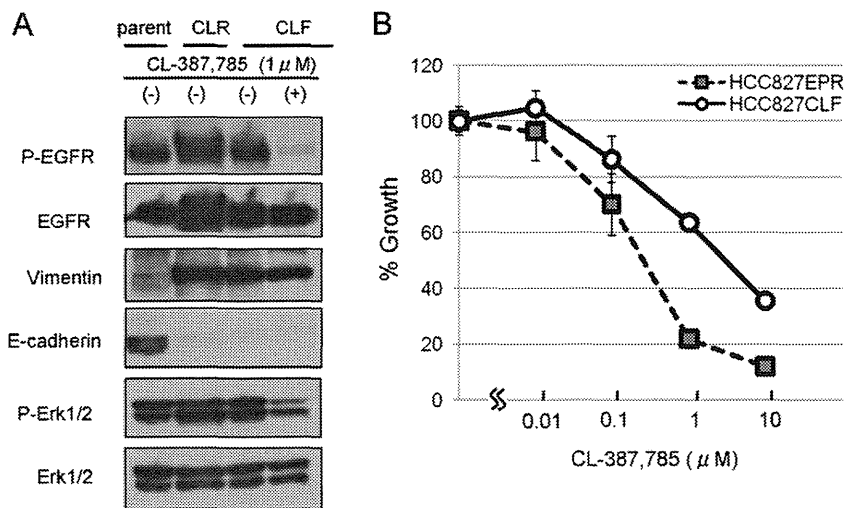 A
parent CLR CLF
CL-387,785 (1 μM)
(-) (-) (-) (+)
P-EGFR
EGFR
Vimentin
E-cadherin
P-Erk1/2
Erk1/2
B
120
100
80
60
40
20
0
% Growth
HCC827EPR
HCC827CLF
0.01 0.1 1 10
CL-387,785 (μM)